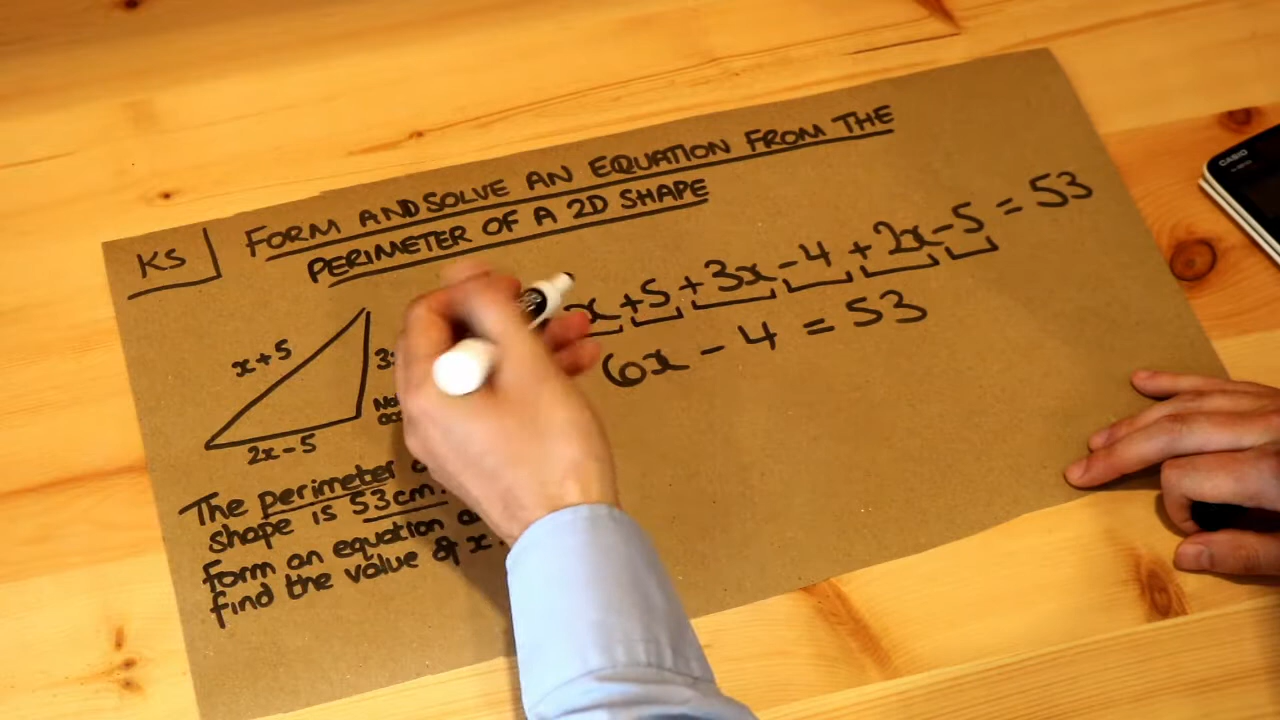 KS
FORM AND SOLVE AN EQUATION FROM THE
PERIMETER OF A 2D SHAPE
x+5
2x-5
The perimeter
shape is 53cm.
form an equation
find the value of x
x+5+3x-4+2x-5=53
6x-4=53
CASIO